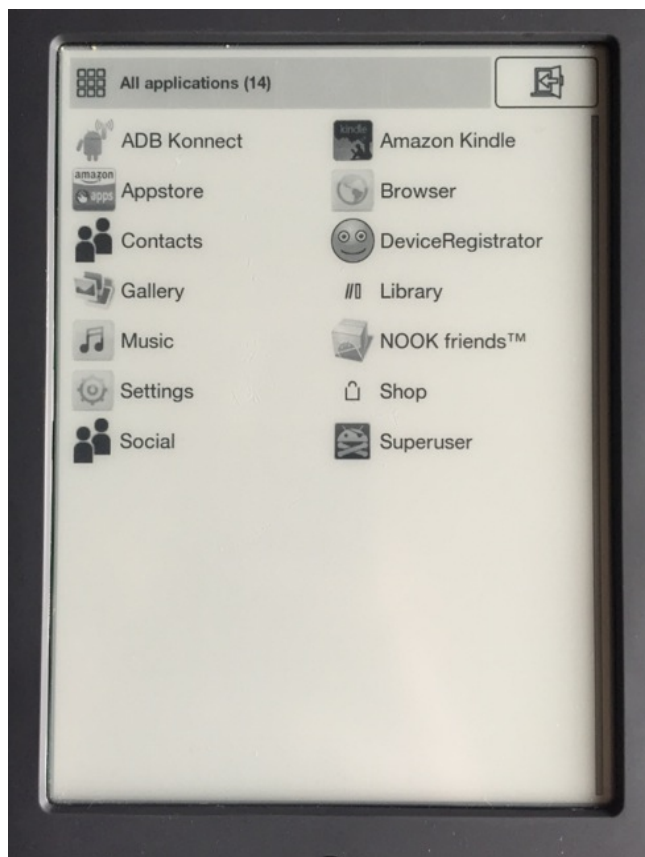 All applications (14)
ADB Konnect
kindle
Amazon Kindle
amazon
apps
Appstore
Browser
Contacts
DeviceRegistrator
Gallery
Library
Music
NOOK friends™
Settings
Shop
Social
Superuser